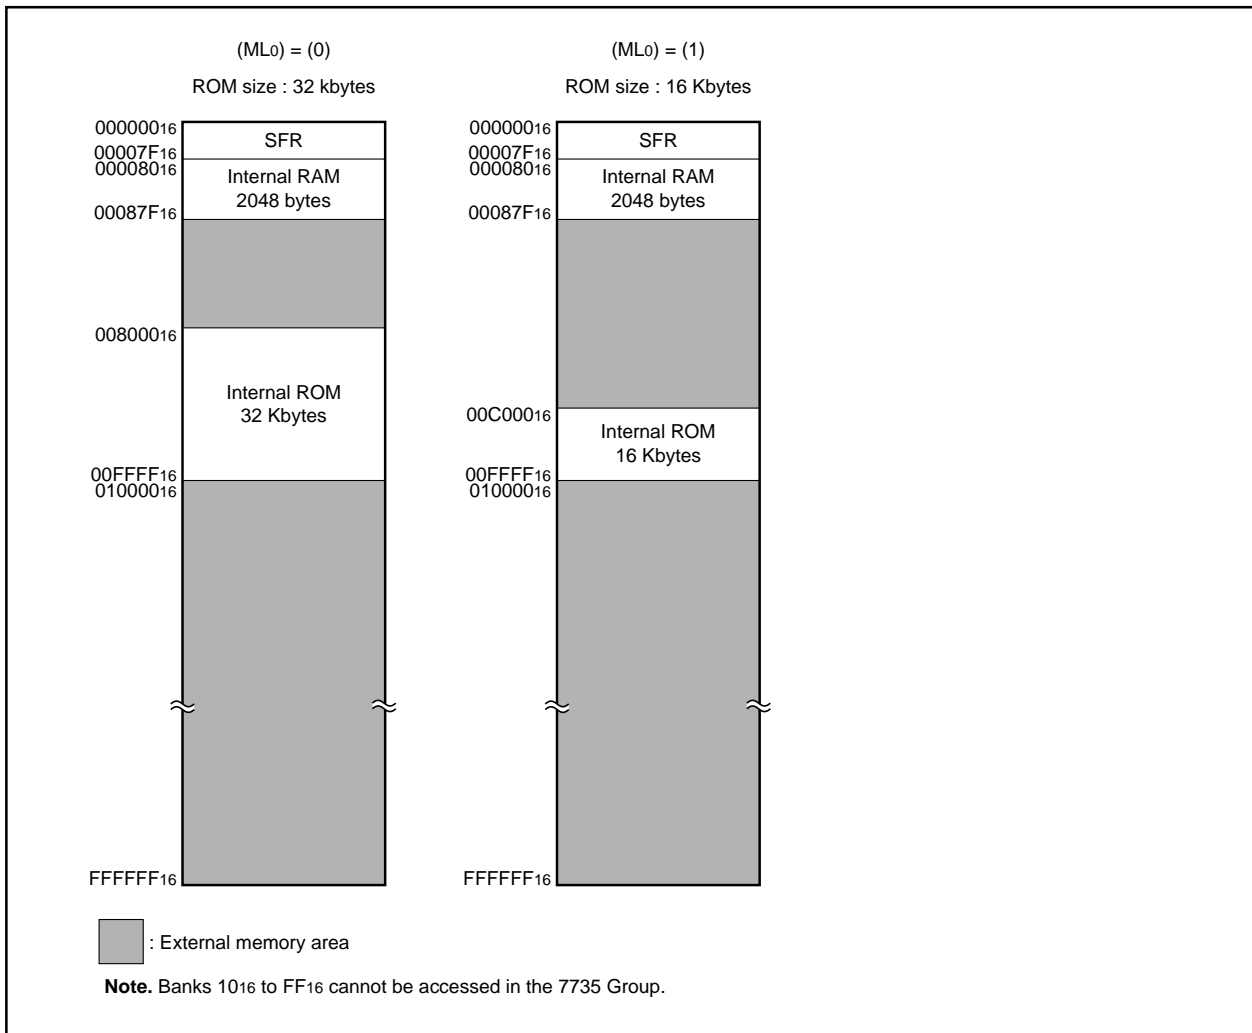 (ML0) = (0)
ROM size : 32 kbytes
00000016
SFR
00007F16
00008016
Internal RAM
2048 bytes
00087F16
00800016
Internal ROM
32 Kbytes
00FFFF16
01000016
FFFFFF16
(ML0) = (1)
ROM size : 16 Kbytes
00000016
SFR
00007F16
00008016
Internal RAM
2048 bytes
00087F16
00C00016
Internal ROM
16 Kbytes
00FFFF16
01000016
FFFFFF16
: External memory area
Note. Banks 1016 to FF16 cannot be accessed in the 7735 Group.